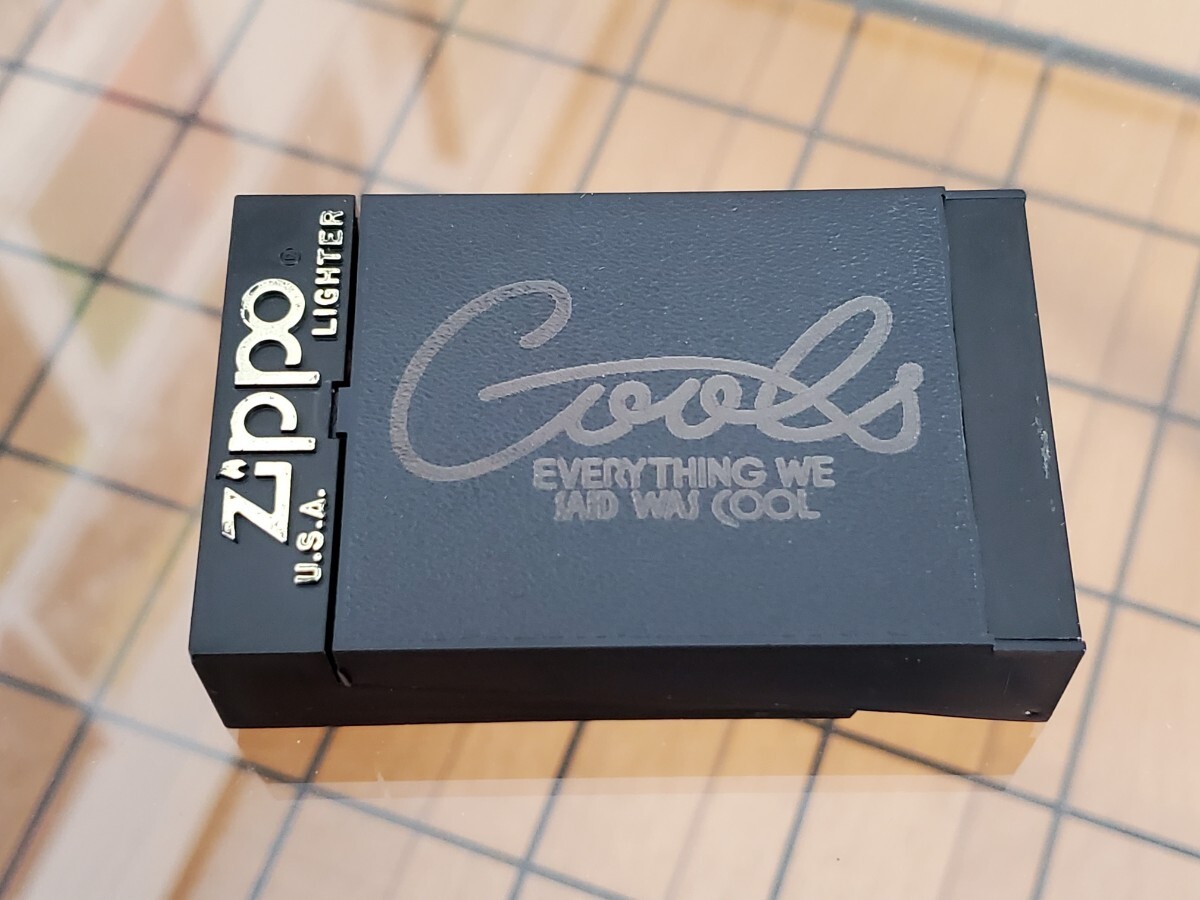 Zippo
LIGHTER
U.S.A.
Cools
EVERYTHING WE
SAID WAS COOL